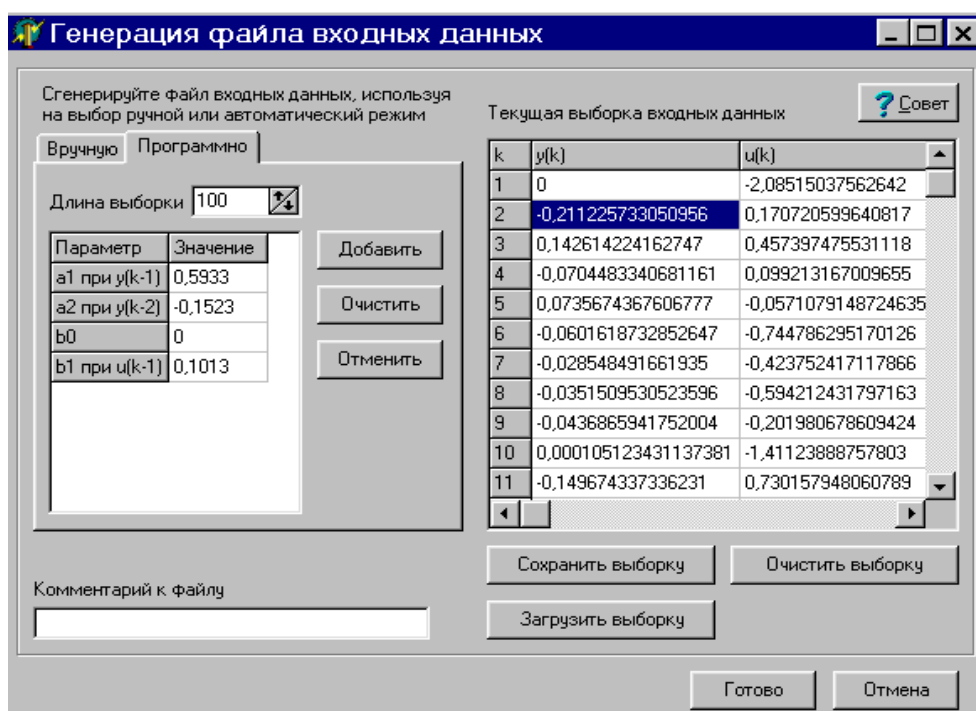 Генерация файла входных данных
Сгенерируйте файл входных данных, используя
на выбор ручной или автоматический режим
Вручную Программно
Длина выборки 100
Параметр Значение
a1 при y(k-1) 0,5933
a2 при y(k-2) -0,1523
b0 0
b1 при u(k-1) 0,1013
Добавить
Очистить
Отменить
Комментарий к файлу
Текущая выборка входных данных
? Совет
k y(k) u(k)
1 0 -2,08515037562642
2 -0,211225733050956 0,170720599640817
3 0,142614224162747 0,457397475531118
4 -0,07044833340681161 0,099213167009655
5 0,07356743676067​77 -0,0571079148724635
6 -0,0601618732852647 -0,744786295170126
7 -0,028548491661935 -0,423752417117866
8 -0,0351509530523596 -0,594212431797163
9 -0,0436865941752004 -0,201980678609424
10 0,000105123431137381 -1,41123888757803
11 -0,149674337336231 0,730157948060789
Сохранить выборку Очистить выборку
Загрузить выборку
Готово Отмена